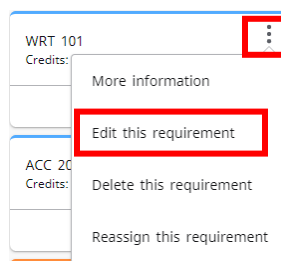 WRT 101
Credits:
More information
Edit this requirement
ACC 20
Credits:
Delete this requirement
Reassign this requirement